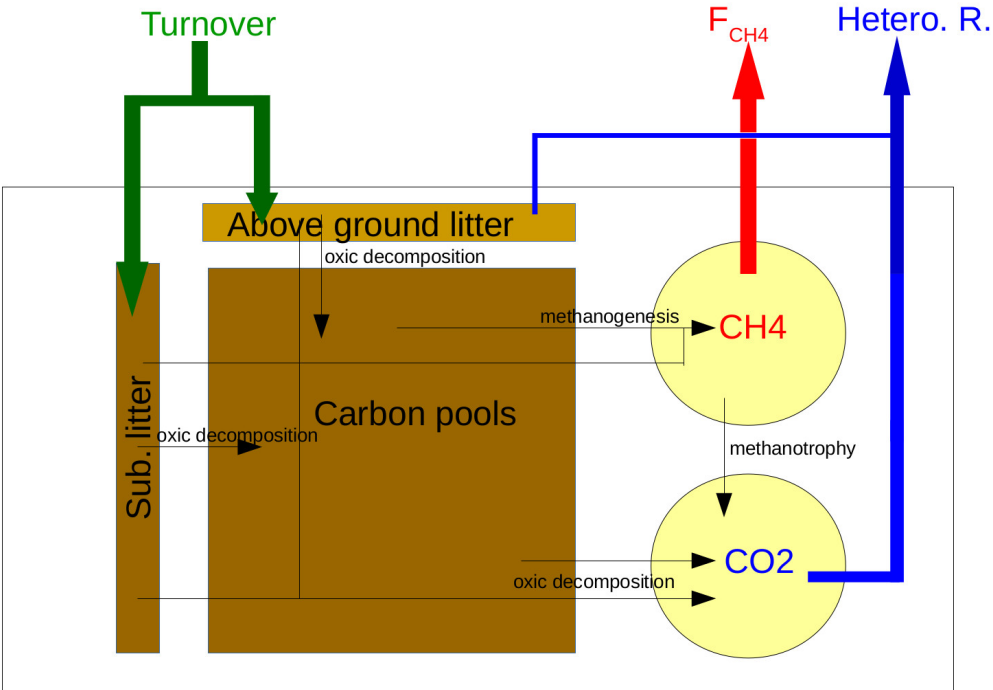 Turnover
F CH4
Hetero. R.
Above ground litter
oxic decomposition
methanogenesis
CH4
Carbon pools
Sub. litter
oxic decomposition
methanotrophy
CO2
oxic decomposition